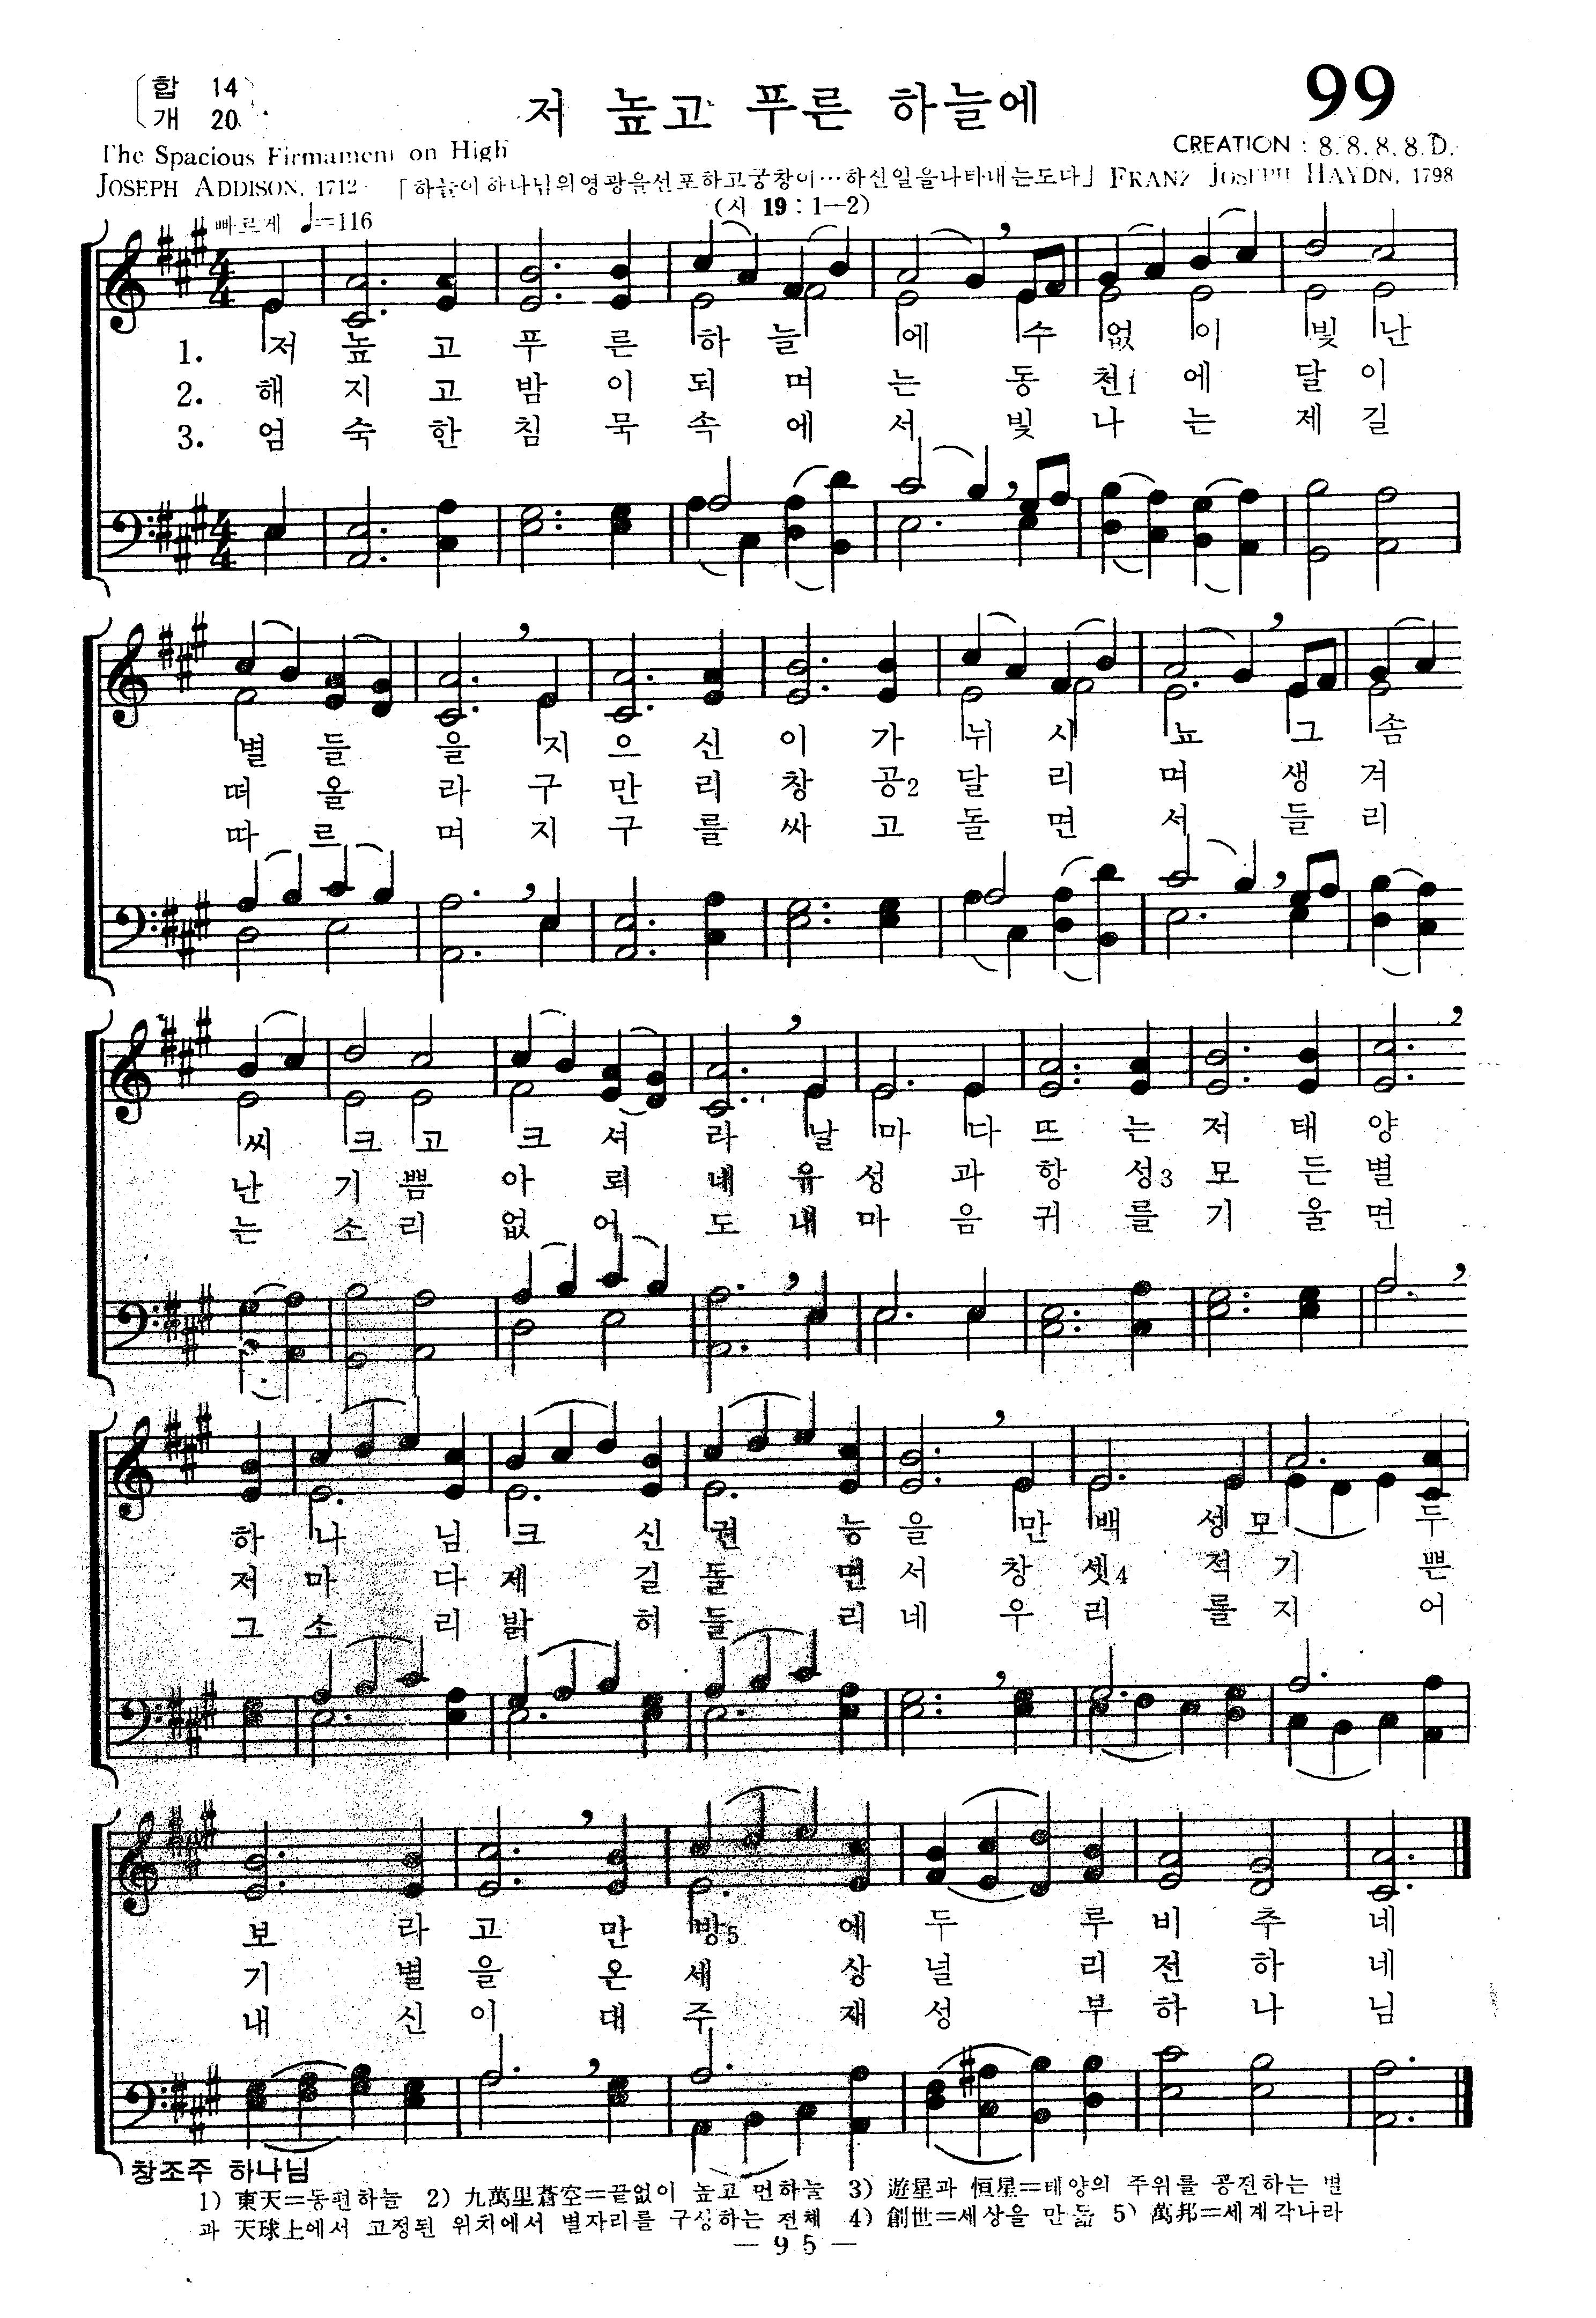 합 14
개 20
저 높고 푸른 하늘에
99
The Spacious Firmament on High
CREATION : 8. 8. 8. 8. D.
JOSEPH ADDISON, 1712
「하늘이하나님의영광을선포하고궁창이…하신일을나타내는도다」
FRANZ JOSEPH HAYDN, 1798
(시 19 : 1—2)
빠르게 ♩=116
1. 저 높 고 푸 른 하 늘 에 수 없 이 빛 난
2. 해 지 고 밤 이 되 며 는 동 천1 에 달 이
3. 엄 숙 한 침 묵 속 에 서 빛 나 는 제 길
별 들 을 지 으 신 이 가 뉘 시 뇨 그 솜
떠 올 라 구 만 리 창 공2 달 리 며 생 겨
따 르 며 지 구 를 싸 고 돌 면 서 들 리
씨 크 고 크 셔 라 날 마 다 뜨 는 저 태 양
난 기 쁨 아 뢰 네 유 성 과 항 성3 모 든 별
는 소 리 없 어 도 내 마 음 귀 를 기 울 면
하 나 님 크 신 권 능 을 만 백 성 모 두
저 마 다 제 길 돌 면 서 창 셋4 적 기 쁜
그 소 리 밝 히 들 리 네 우 리 를 지 어
보 라 고 만 방5 에 두 루 비 추 네
기 별 을 온 세 상 널 리 전 하 네
내 신 이 대 주 재 성 부 하 나 님
창조주 하나님
1) 東天=동편하늘 2) 九萬里蒼空=끝없이 높고 먼하늘 3) 遊星과 恒星=태양의 주위를 공전하는 별
과 天球上에서 고정된 위치에서 별자리를 구성하는 전체 4) 創世=세상을 만듦 5) 萬邦=세계각나라
— 95 —